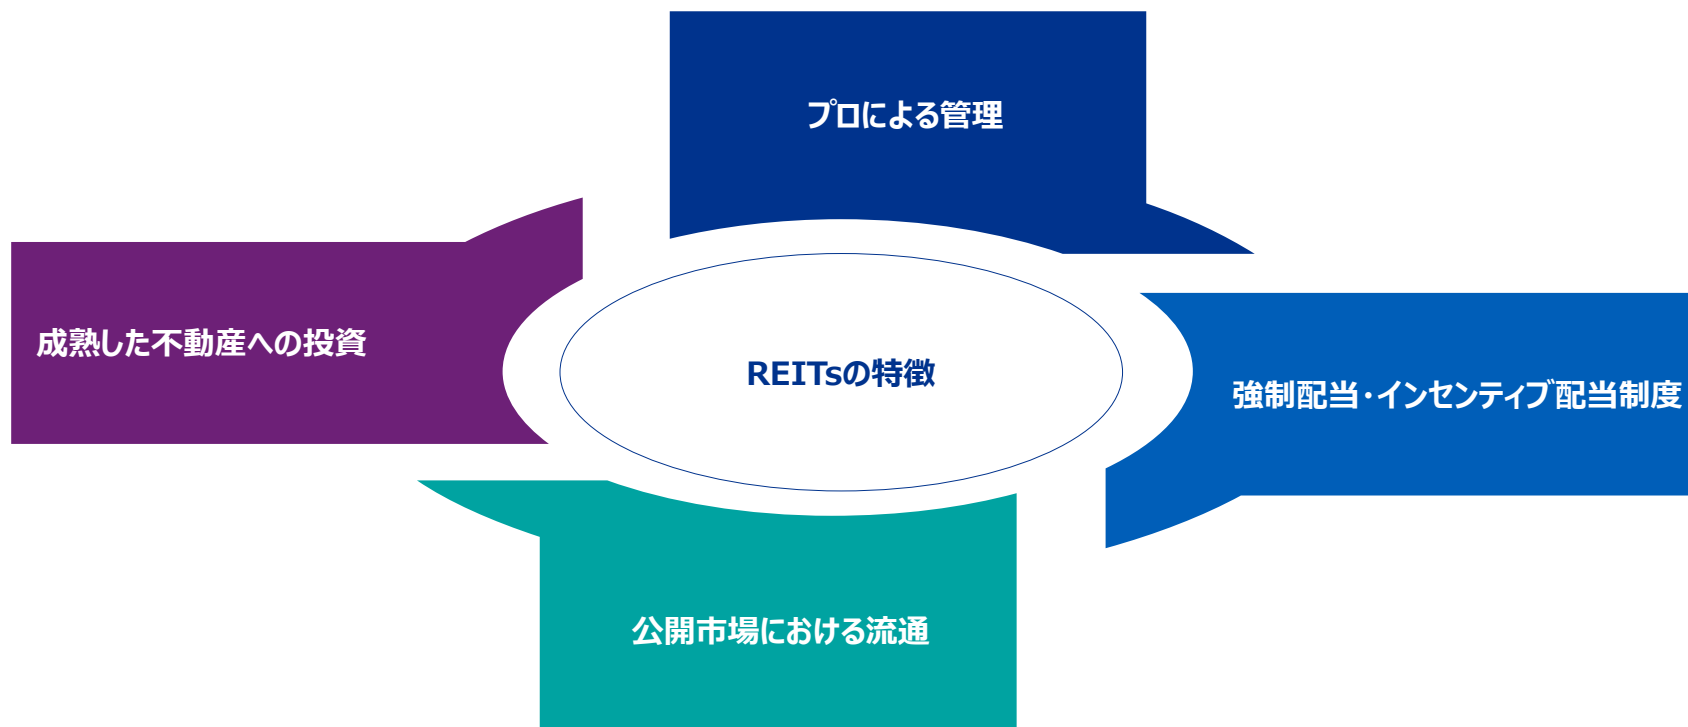 プロによる管理
成熟した不動産への投資
REITsの特徴
強制配当・インセンティブ配当制度
公開市場における流通